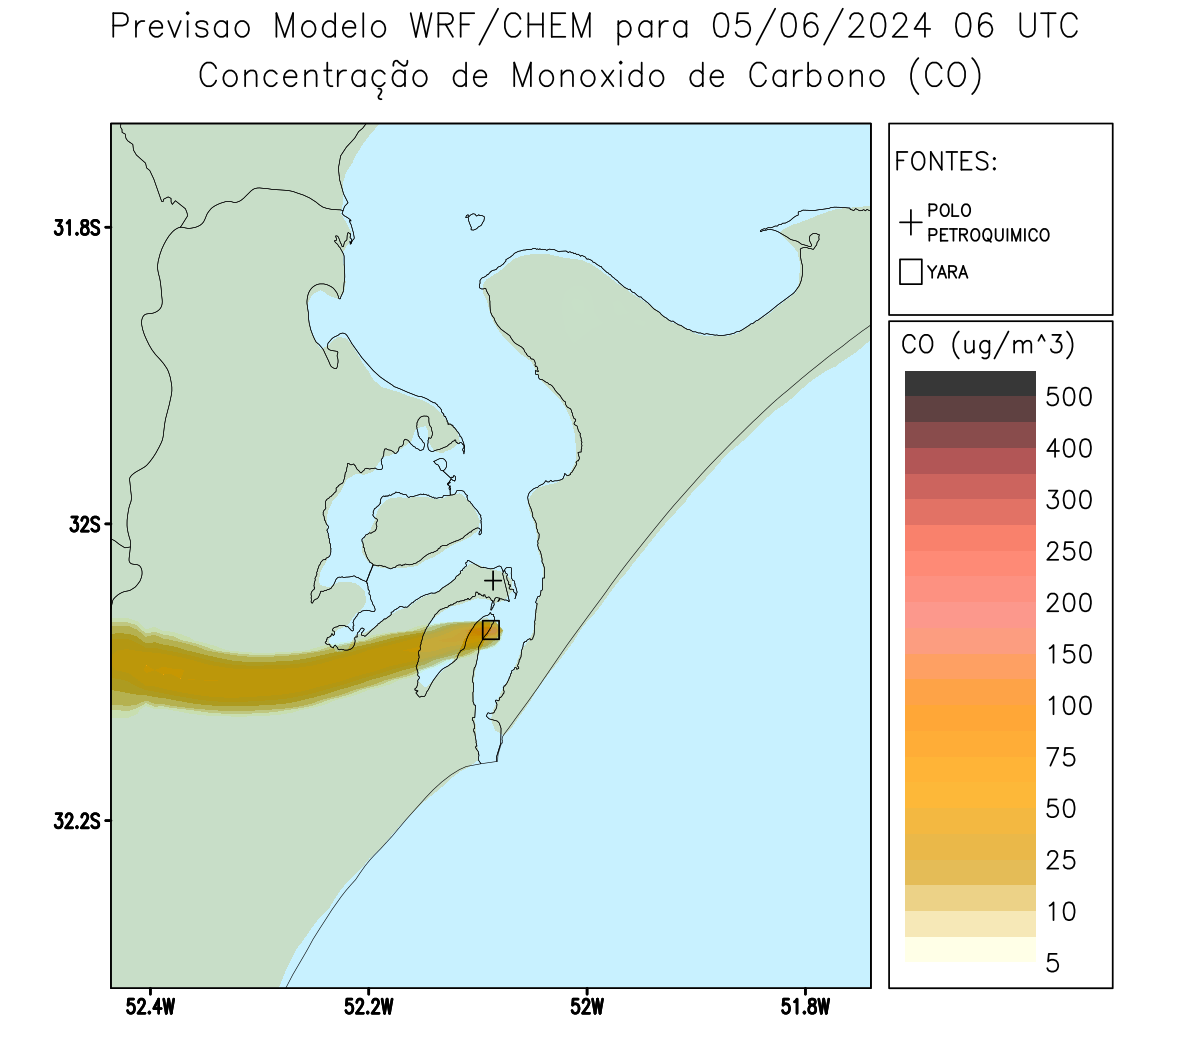 Previsao Modelo WRF/CHEM para 05/06/2024 06 UTC
Concentração de Monoxido de Carbono (CO)
FONTES:
POLO
PETROQUIMICO
YARA
CO (ug/m^3)
500
400
300
250
200
150
100
75
50
25
10
5
31.8S
32S
32.2S
52.4W
52.2W
52W
51.8W